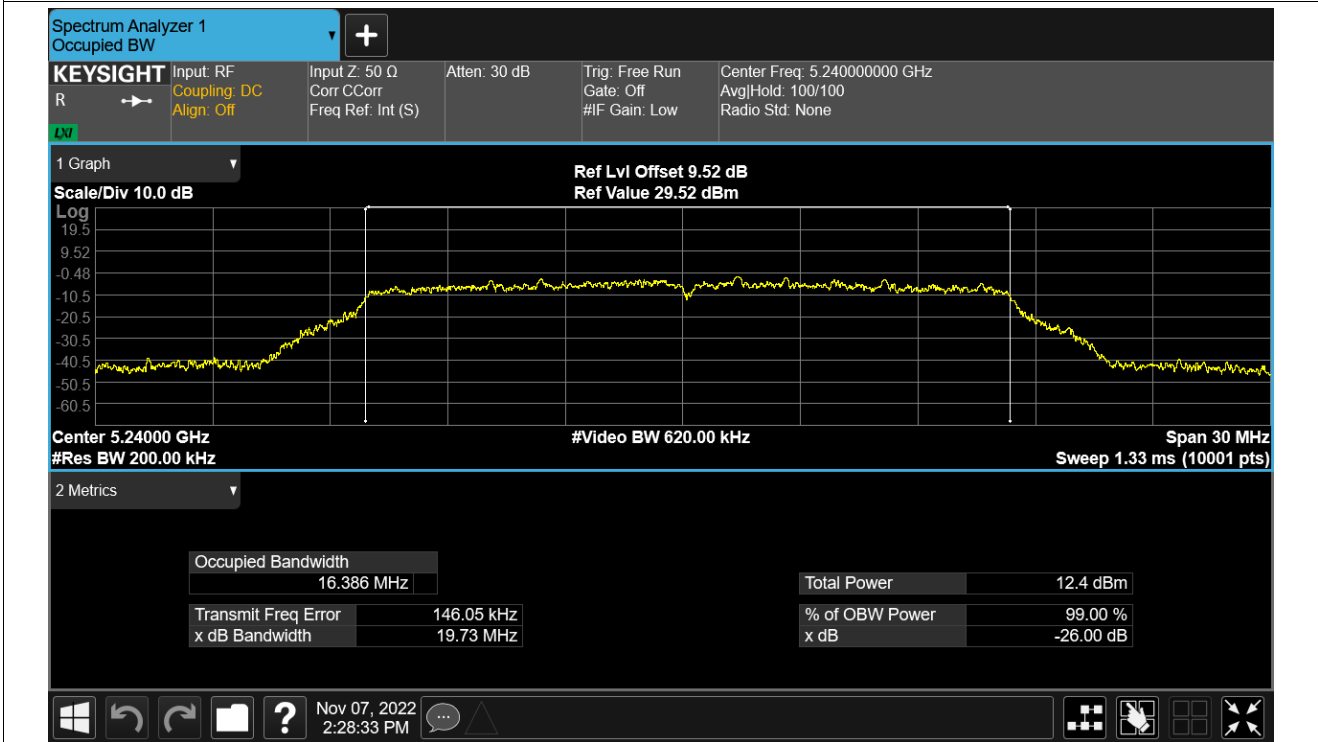 Spectrum Analyzer 1
Occupied BW
KEYSIGHT
R
LXI
Input: RF
Coupling: DC
Align: Off
Input Z: 50 Ω
Corr CCorr
Freq Ref: Int (S)
Atten: 30 dB
Trig: Free Run
Gate: Off
#IF Gain: Low
Center Freq: 5.240000000 GHz
Avg|Hold: 100/100
Radio Std: None
1 Graph
Ref Lvl Offset 9.52 dB
Scale/Div 10.0 dB
Ref Value 29.52 dBm
Log
19.5
9.52
-0.48
-10.5
-20.5
-30.5
-40.5
-50.5
-60.5
Center 5.24000 GHz
#Video BW 620.00 kHz
Span 30 MHz
#Res BW 200.00 kHz
Sweep 1.33 ms (10001 pts)
2 Metrics
Occupied Bandwidth
16.386 MHz
Total Power 12.4 dBm
Transmit Freq Error 146.05 kHz
% of OBW Power 99.00 %
x dB Bandwidth 19.73 MHz
x dB -26.00 dB
?
Nov 07, 2022
2:28:33 PM